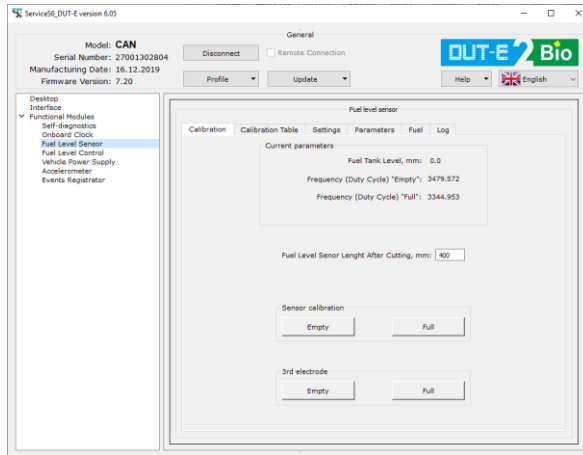 ServiceS6_DUT-E version 6.05
General
Model: CAN
Serial Number: 27001302804
Manufacturing Date: 16.12.2019
Firmware Version: 7.20
Disconnect
Remote Connection
Profile
Update
DUT-E 2 Bio
Help
English
Desktop
Interface
Functional Modules
Self-diagnostics
Onboard Clock
Fuel Level Sensor
Fuel Level Control
Vehicle Power Supply
Accelerometer
Events Registrator
Fuel level sensor
Calibration Calibration Table Settings Parameters Fuel Log
Current parameters
Fuel Tank Level, mm: 0.0
Frequency (Duty Cycle) "Empty": 3479.572
Frequency (Duty Cycle) "Full": 3344.953
Fuel Level Senor Lenght After Cutting, mm: 400
Sensor calibration
Empty Full
3rd electrode
Empty Full